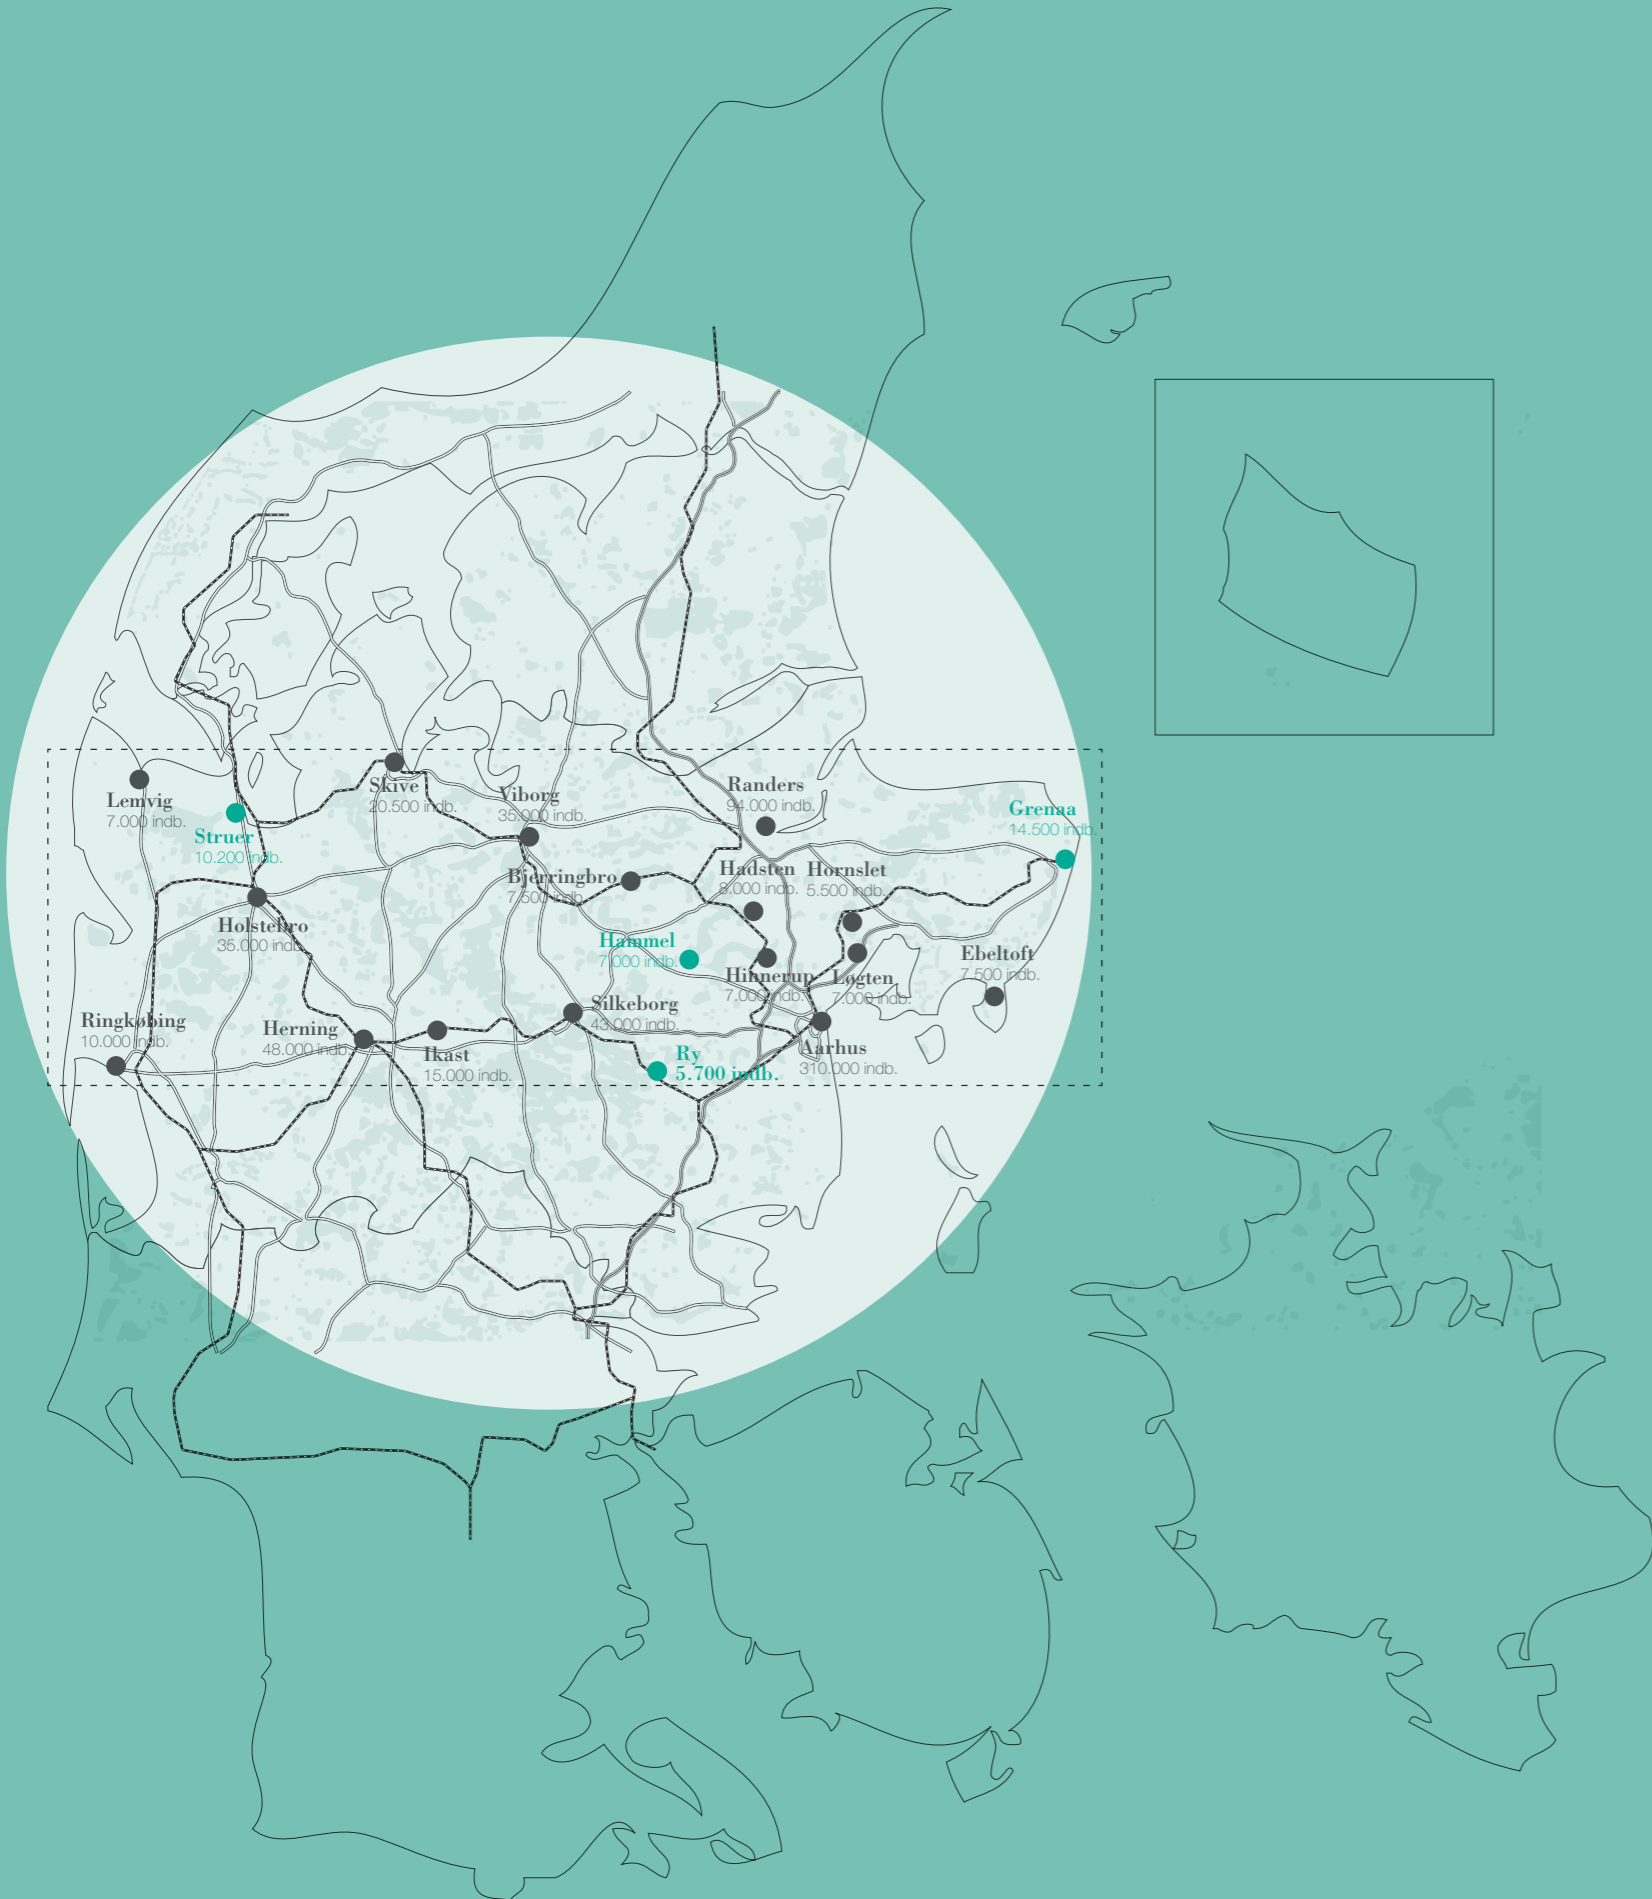 Skive
20.500 indb.
Randers
94.000 indb.
Lemvig
7.000 indb.
Viborg
35.000 indb.
Grenaa
14.500 indb.
Struer
10.200 indb.
Bjerringbro
7.500 indb.
Hadsten
8.000 indb.
Hornslet
5.500 indb.
Holstebro
35.000 indb.
Hammel
7.000 indb.
Ebeltoft
7.500 indb.
Hinnerup
7.000 indb.
Løgten
7.000 indb.
Silkeborg
43.000 indb.
Ringkøbing
10.000 indb.
Herning
48.000 indb.
Ikast
15.000 indb.
Ry
5.700 indb.
Aarhus
310.000 indb.